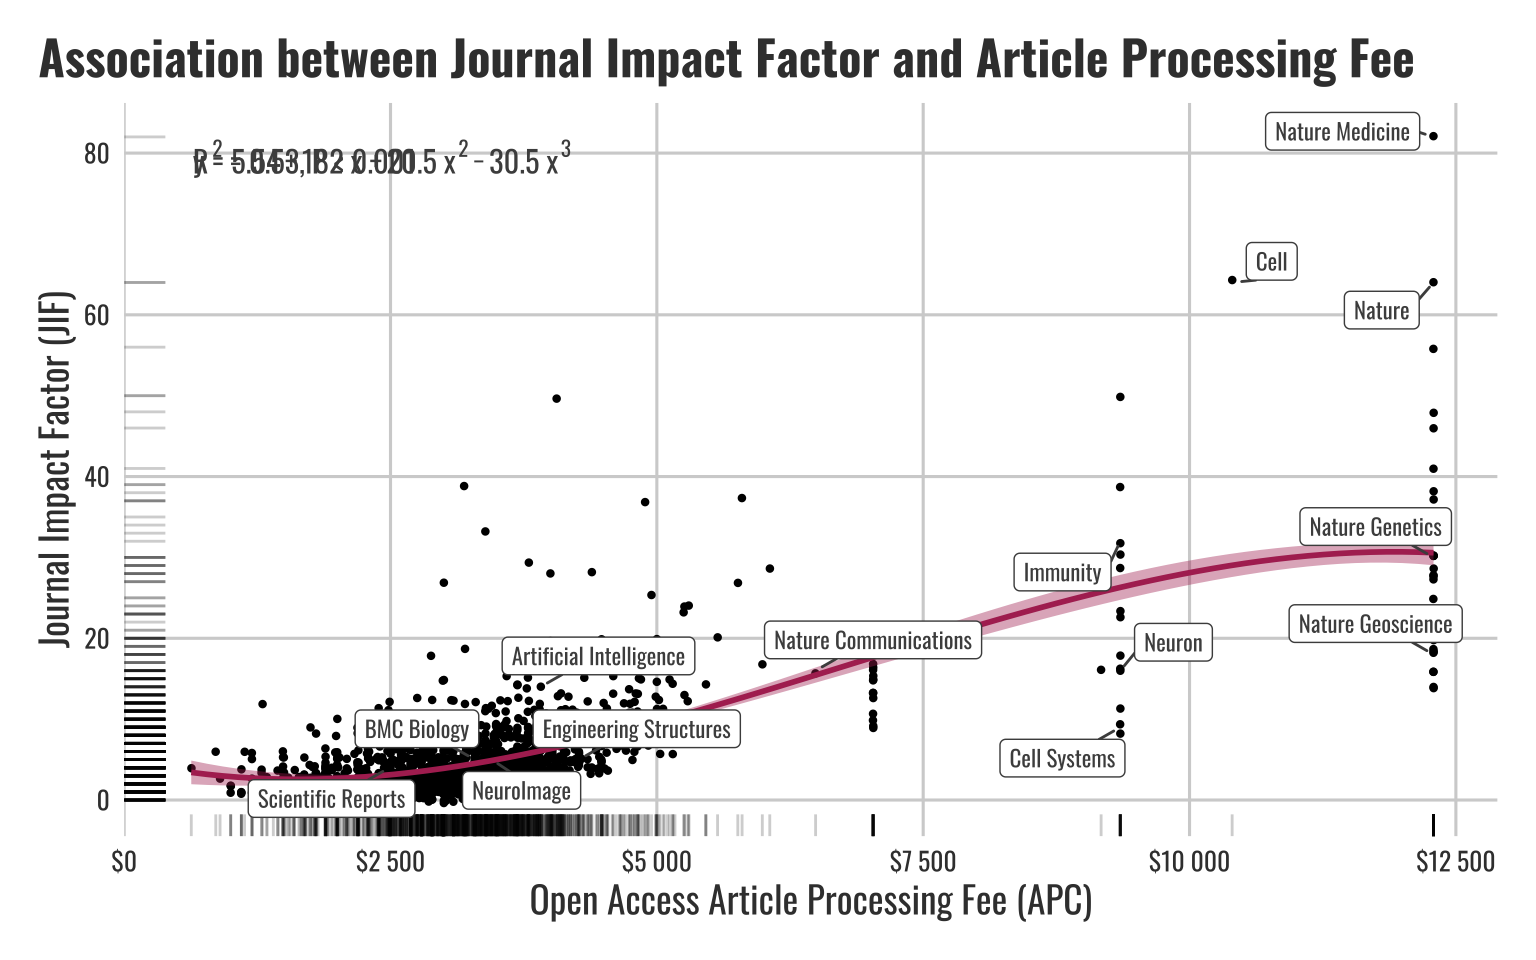 Association between Journal Impact Factor and Article Processing Fee
Nature Medicine
80
Cell
60
Nature
Journal Impact Factor (JIF)
40
Nature Genetics
Immunity
Nature Geoscience
20
Nature Communications
Neuron
Artificial Intelligence
BMC Biology
Engineering Structures
Cell Systems
NeuroImage
Scientific Reports
0
$0
$2 500
$5 000
$7 500
$10 000
$12 500
Open Access Article Processing Fee (APC)